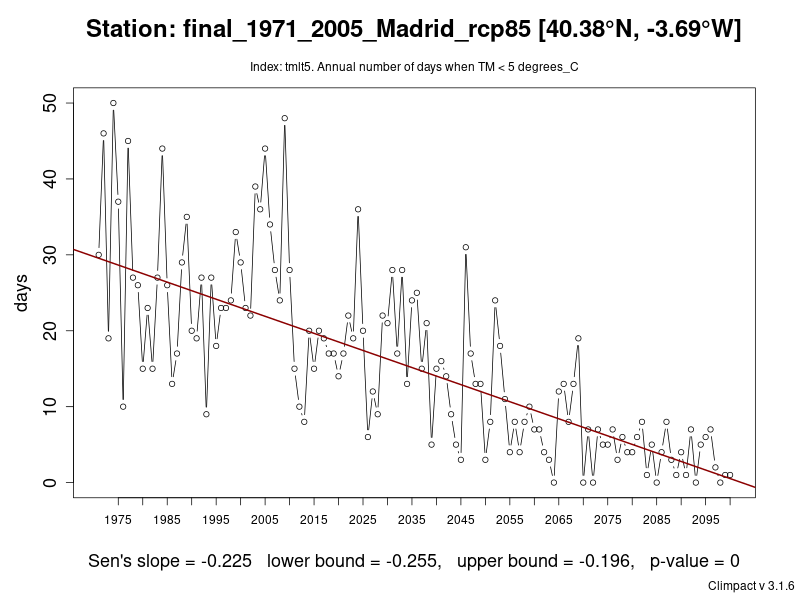 Station: final_1971_2005_Madrid_rcp85 [40.38°N, -3.69°W]
Index: tmlt5. Annual number of days when TM < 5 degrees_C
50
40
30
20
10
0
days
1975 1985 1995 2005 2015 2025 2035 2045 2055 2065 2075 2085 2095
Sen's slope = -0.225 lower bound = -0.255, upper bound = -0.196, p-value = 0
Climpact v 3.1.6